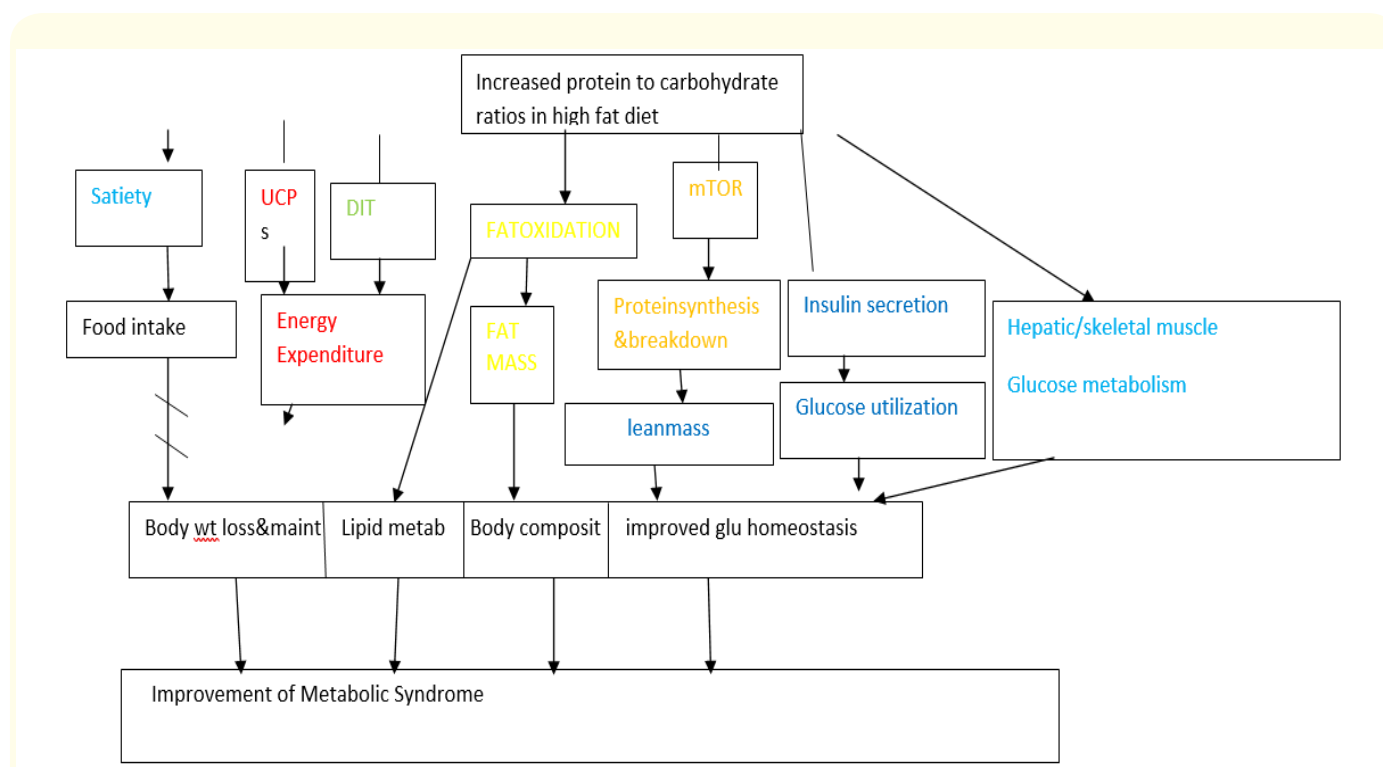 Increased protein to carbohydrate
ratios in high fat diet
Satiety
UCP
s
DIT
FATOXIDATION
mTOR
Food intake
Energy
Expenditure
FAT
MASS
Proteinsynthesis
&breakdown
Insulin secretion
Hepatic/skeletal muscle
Glucose metabolism
leanmass
Glucose utilization
Body wt loss&maint
Lipid metab
Body composit
improved glu homeostasis
Improvement of Metabolic Syndrome